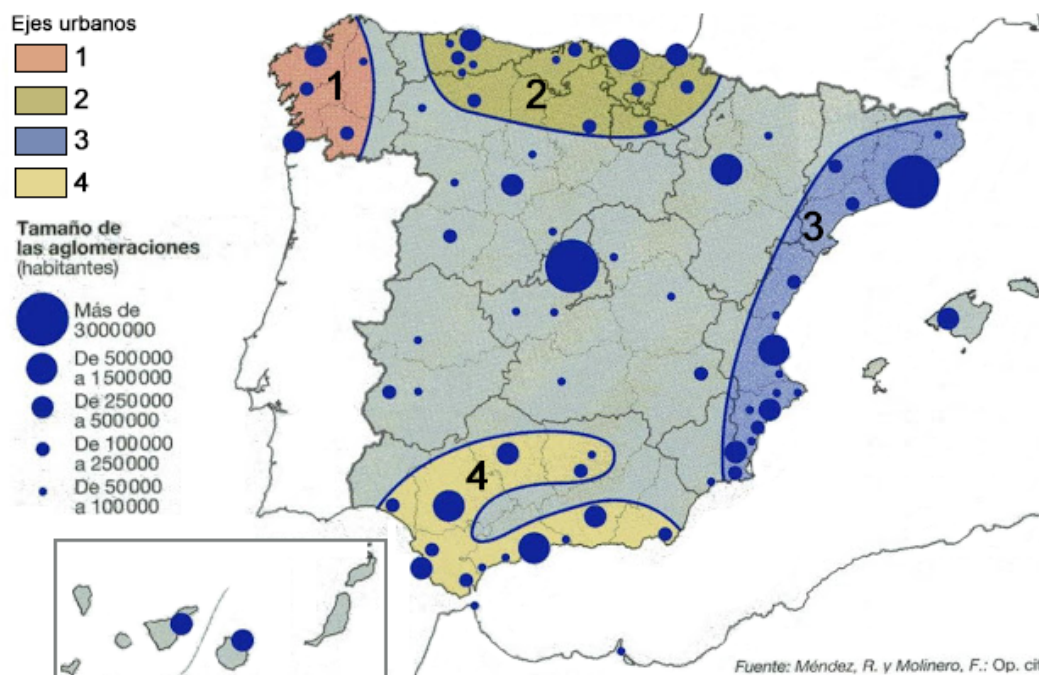 Ejes urbanos
1
2
3
4
Tamaño de
las aglomeraciones
(habitantes)
Más de
3000000
De 500000
a 1500000
De 250000
a 500000
De 100000
a 250000
De 50000
a 100000
1
2
3
4
Fuente: Méndez, R. y Molinero, F.: Op. cit